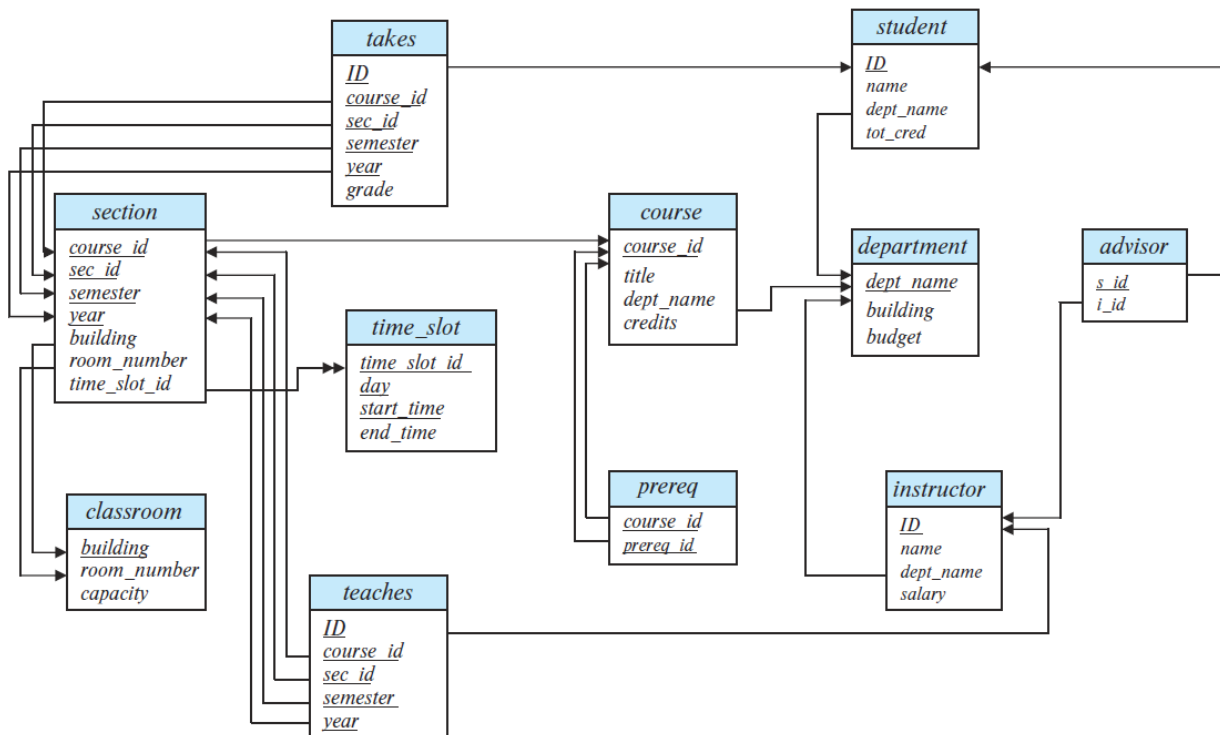 takes
ID
course_id
sec_id
semester
year
grade
student
ID
name
dept_name
tot_cred
section
course_id
sec_id
semester
year
building
room_number
time_slot_id
course
course_id
title
dept_name
credits
department
dept_name
building
budget
advisor
s_id
i_id
time_slot
time_slot_id
day
start_time
end_time
prereq
course_id
prereq_id
instructor
ID
name
dept_name
salary
classroom
building
room_number
capacity
teaches
ID
course_id
sec_id
semester
year